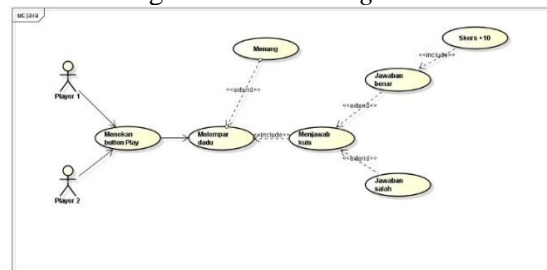 uc java
Skors +10
Menang
<<include>>
Jawaban
benar
<<extend>>
<<extend>>
Player 1
Menekan
button Play
Melempar
dadu
<<include>>
Menjawab
kuis
<<extend>>
Jawaban
salah
Player 2